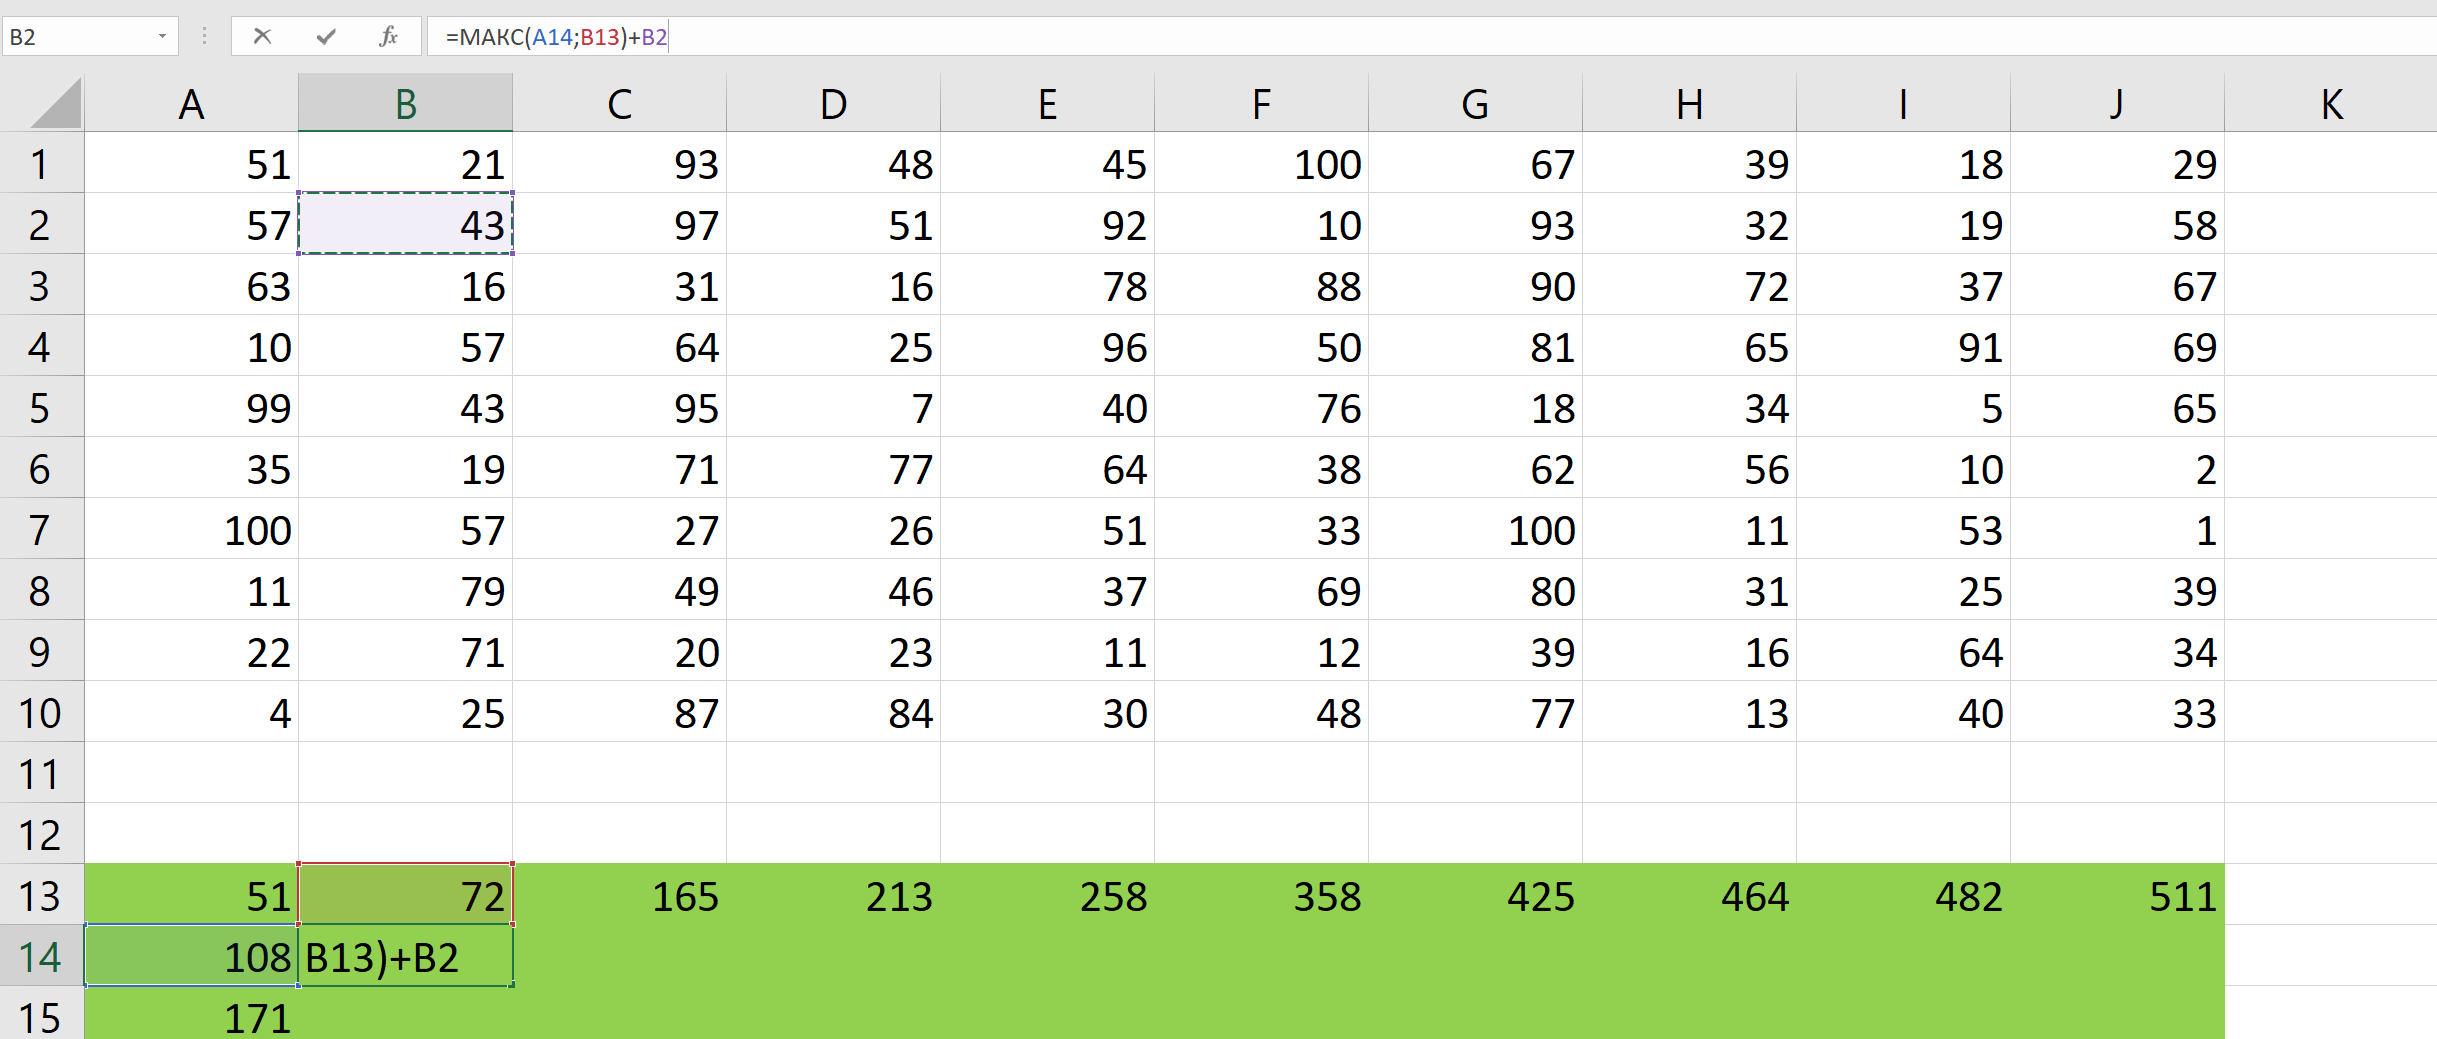 B2 fx =МАКС(A14;B13)+B2
A B C D E F G H I J K
1 51 21 93 48 45 100 67 39 18 29
2 57 43 97 51 92 10 93 32 19 58
3 63 16 31 16 78 88 90 72 37 67
4 10 57 64 25 96 50 81 65 91 69
5 99 43 95 7 40 76 18 34 5 65
6 35 19 71 77 64 38 62 56 10 2
7 100 57 27 26 51 33 100 11 53 1
8 11 79 49 46 37 69 80 31 25 39
9 22 71 20 23 11 12 39 16 64 34
10 4 25 87 84 30 48 77 13 40 33
11
12
13 51 72 165 213 258 358 425 464 482 511
14 108 B13)+B2
15 171